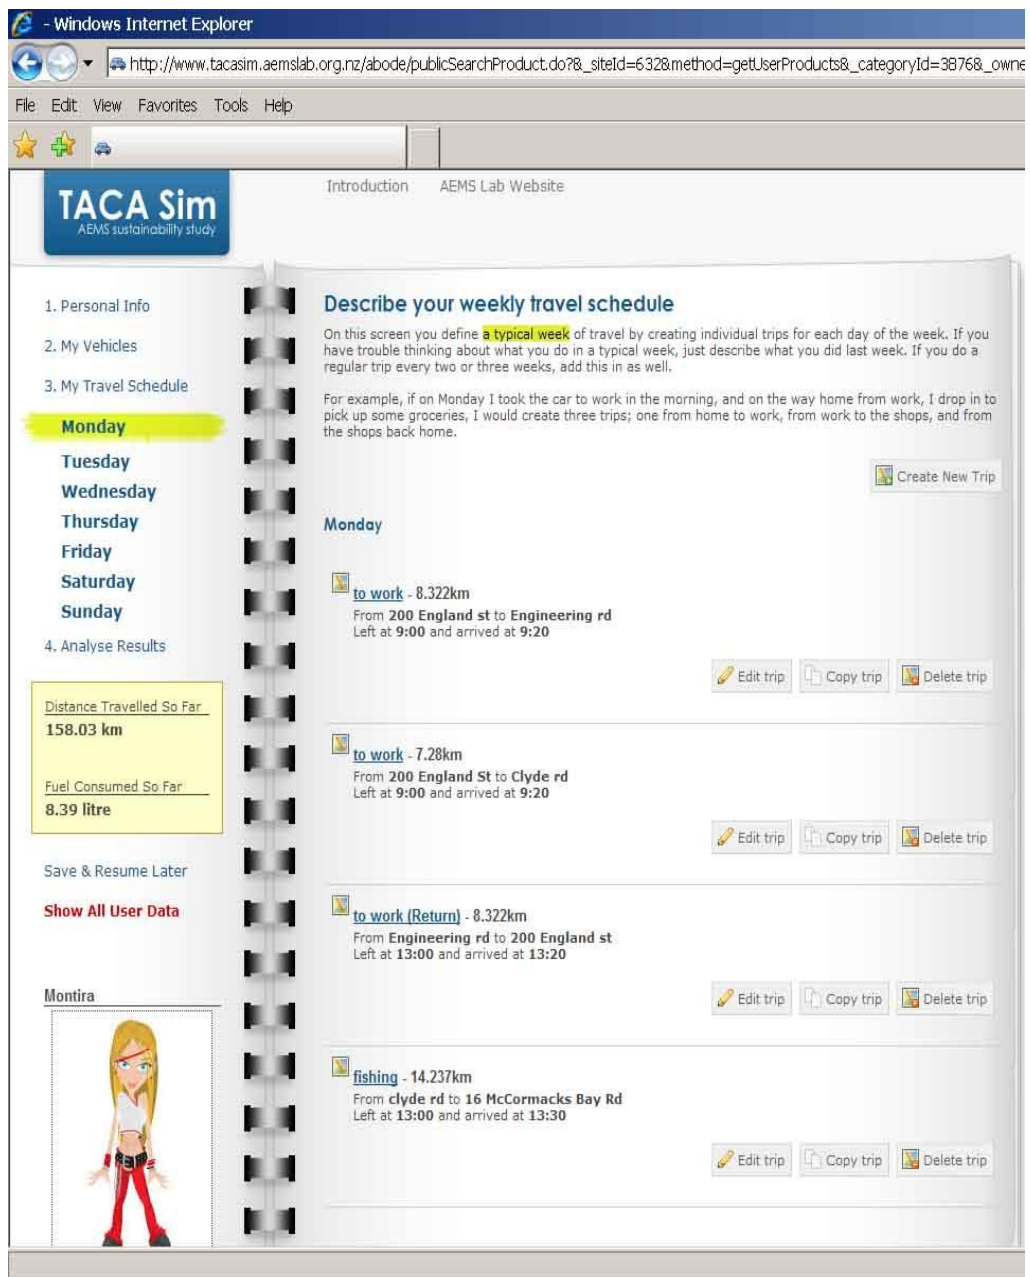 - Windows Internet Explorer
http://www.tacasim.aemslab.org.nz/abode/publicSearchProduct.do?&_siteId=632&method=getUserProducts&_categoryId=3876&_owne
File Edit View Favorites Tools Help
TACA Sim
AEMS sustainability study
Introduction AEMS Lab Website
1. Personal Info
2. My Vehicles
3. My Travel Schedule
Monday
Tuesday
Wednesday
Thursday
Friday
Saturday
Sunday
4. Analyse Results
Distance Travelled So Far
158.03 km
Fuel Consumed So Far
8.39 litre
Save & Resume Later
Show All User Data
Montira
Describe your weekly travel schedule
On this screen you define a typical week of travel by creating individual trips for each day of the week. If you
have trouble thinking about what you do in a typical week, just describe what you did last week. If you do a
regular trip every two or three weeks, add this in as well.
For example, if on Monday I took the car to work in the morning, and on the way home from work, I drop in to
pick up some groceries, I would create three trips; one from home to work, from work to the shops, and from
the shops back home.
Create New Trip
Monday
to work - 8.322km
From 200 England st to Engineering rd
Left at 9:00 and arrived at 9:20
Edit trip Copy trip Delete trip
to work - 7.28km
From 200 England St to Clyde rd
Left at 9:00 and arrived at 9:20
Edit trip Copy trip Delete trip
to work (Return) - 8.322km
From Engineering rd to 200 England st
Left at 13:00 and arrived at 13:20
Edit trip Copy trip Delete trip
fishing - 14.237km
From clyde rd to 16 McCormacks Bay Rd
Left at 13:00 and arrived at 13:30
Edit trip Copy trip Delete trip